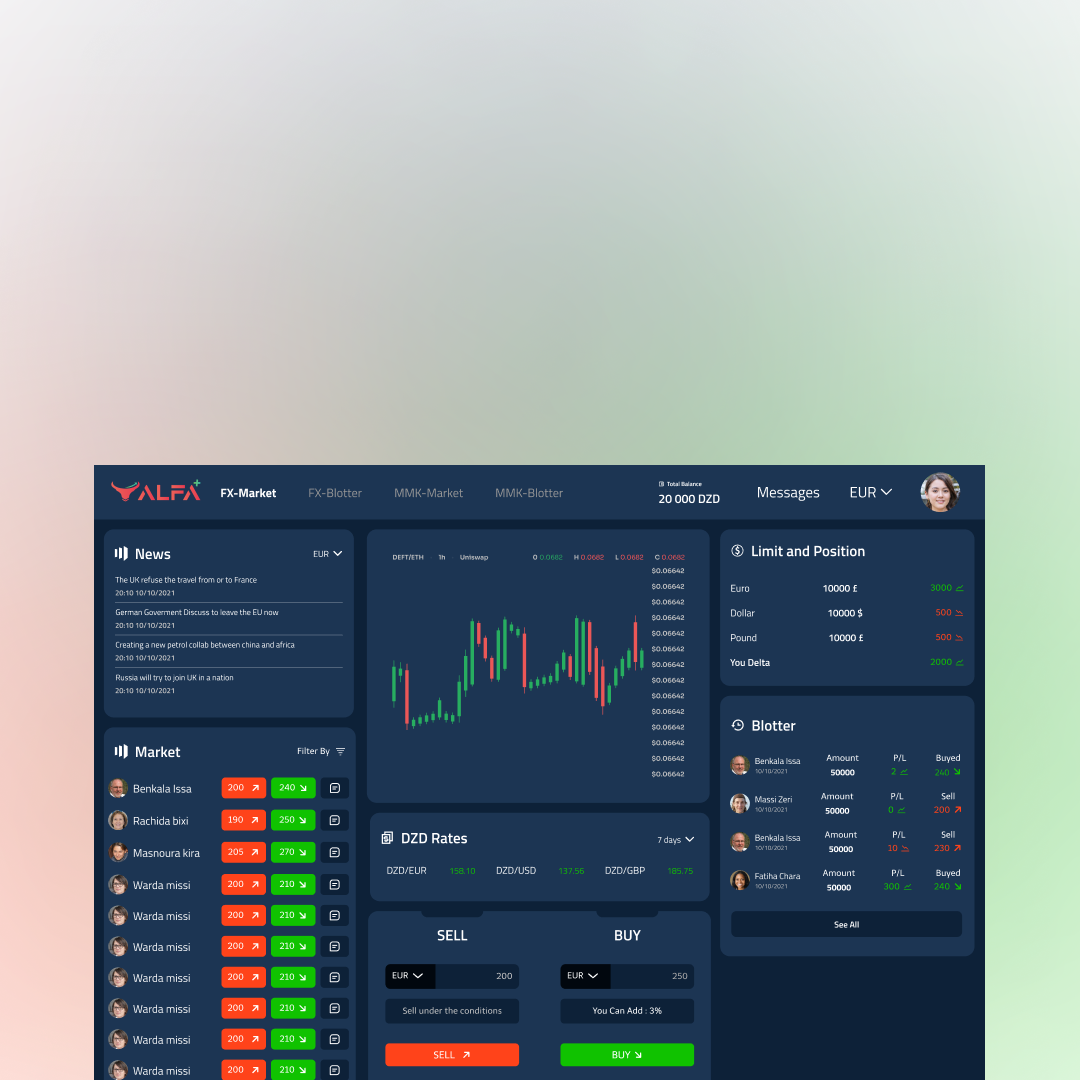 ALFA+ FX-Market FX-Blotter MMK-Market MMK-Blotter Total Balance Messages EUR
20 000 DZD
News EUR
The UK refuse the travel from or to France
20:10 10/10/2021
German Goverment Discuss to leave the EU now
20:10 10/10/2021
Creating a new petrol collab between china and africa
20:10 10/10/2021
Russia will try to join UK in a nation
20:10 10/10/2021
Market Filter By
Benkala Issa 200 240
Rachida bixi 190 250
Masnoura kira 205 270
Warda missi 200 210
Warda missi 200 210
Warda missi 200 210
Warda missi 200 210
Warda missi 200 210
Warda missi 200 210
Warda missi 200 210
DEFT/ETH 1h Uniswap O 0.0682 H 0.0682 L 0.0682 C 0.0682
$0.06642
$0.06642
$0.06642
$0.06642
$0.06642
$0.06642
$0.06642
$0.06642
$0.06642
$0.06642
$0.06642
$0.06642
$0.06642
$0.06642
DZD Rates 7 days
DZD/EUR 158.10 DZD/USD 137.56 DZD/GBP 185.75
SELL
EUR 200
Sell under the conditions
SELL
BUY
EUR 250
You Can Add : 3%
BUY
Limit and Position
Euro 10000 £ 3000
Dollar 10000 $ 500
Pound 10000 £ 500
You Delta 2000
Blotter
Benkala Issa Amount P/L Buyed
10/10/2021 50000 2 240
Massi Zeri Amount P/L Sell
10/10/2021 50000 0 200
Benkala Issa Amount P/L Sell
10/10/2021 50000 10 230
Fatiha Chara Amount P/L Buyed
10/10/2021 50000 300 240
See All